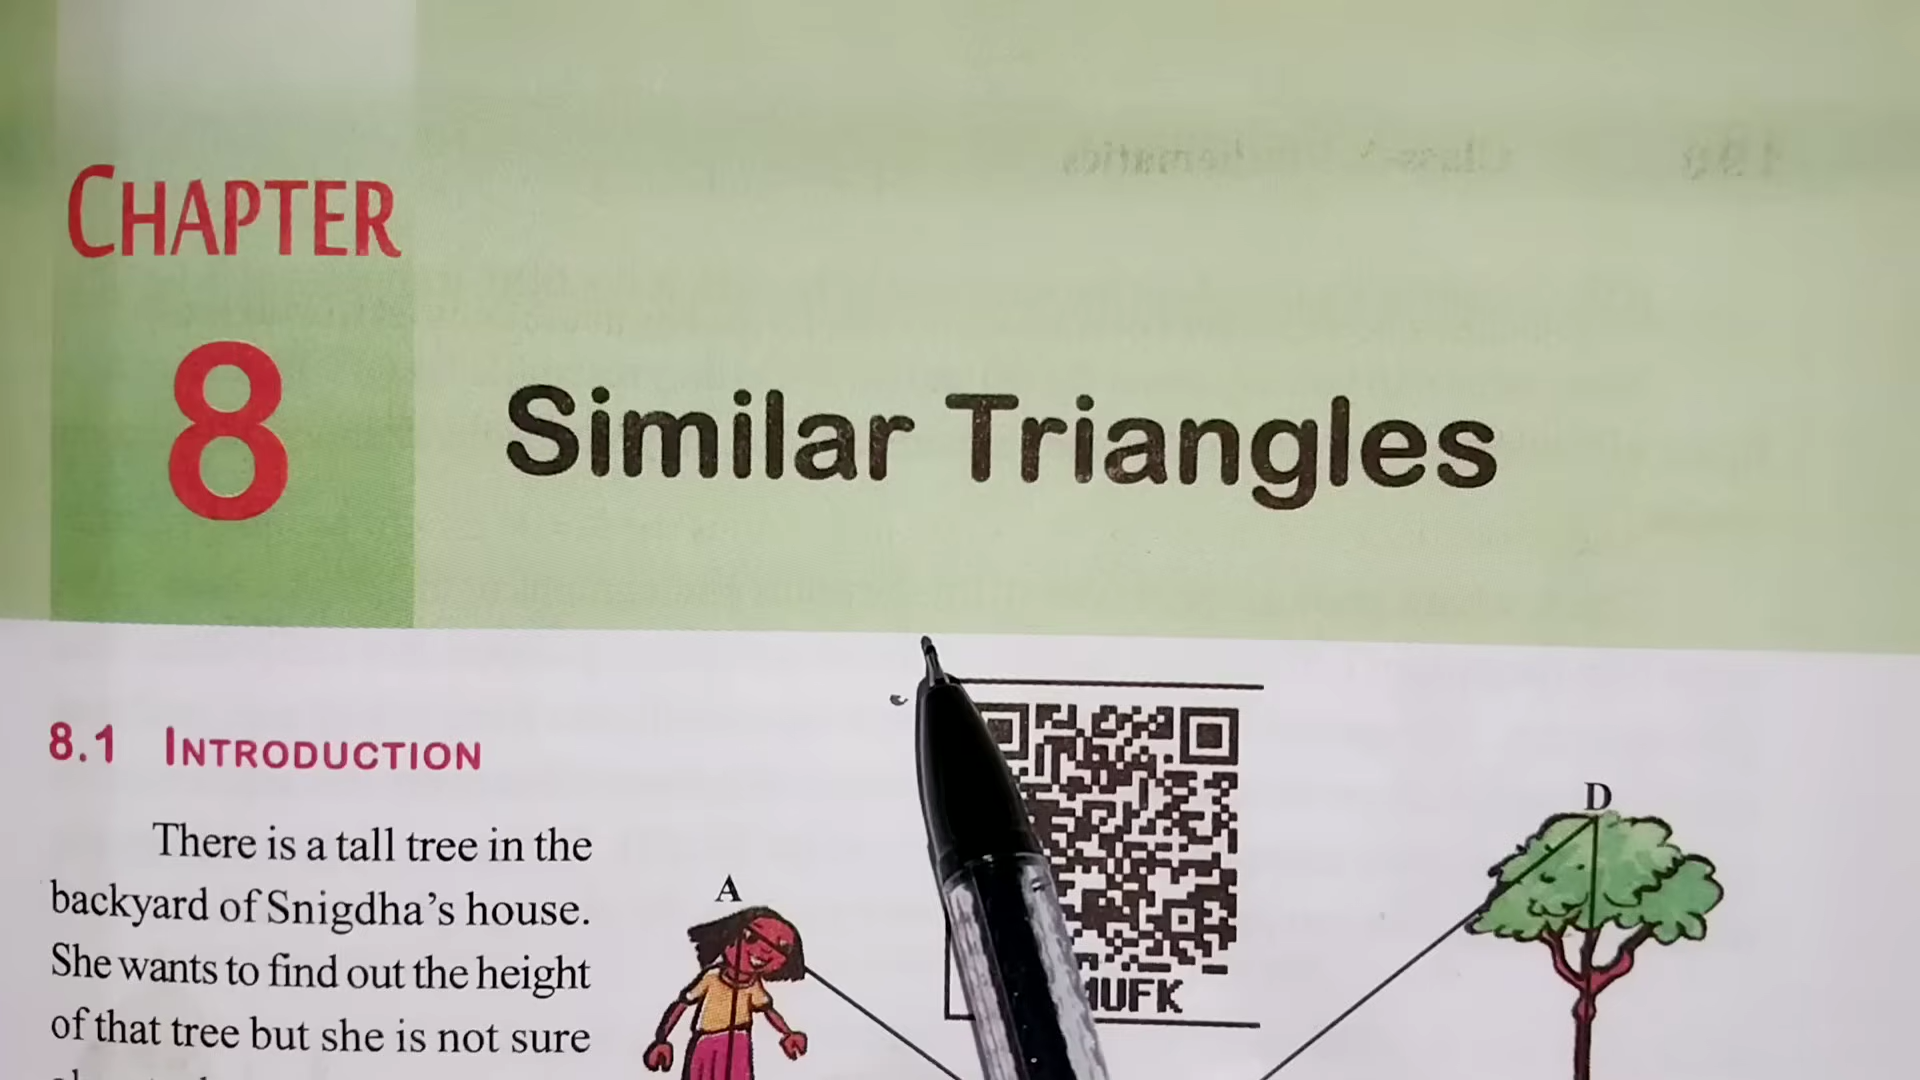 CHAPTER
8
Similar Triangles
8.1 INTRODUCTION
There is a tall tree in the
backyard of Snigdha's house.
She wants to find out the height
of that tree but she is not sure
A
D
UFK